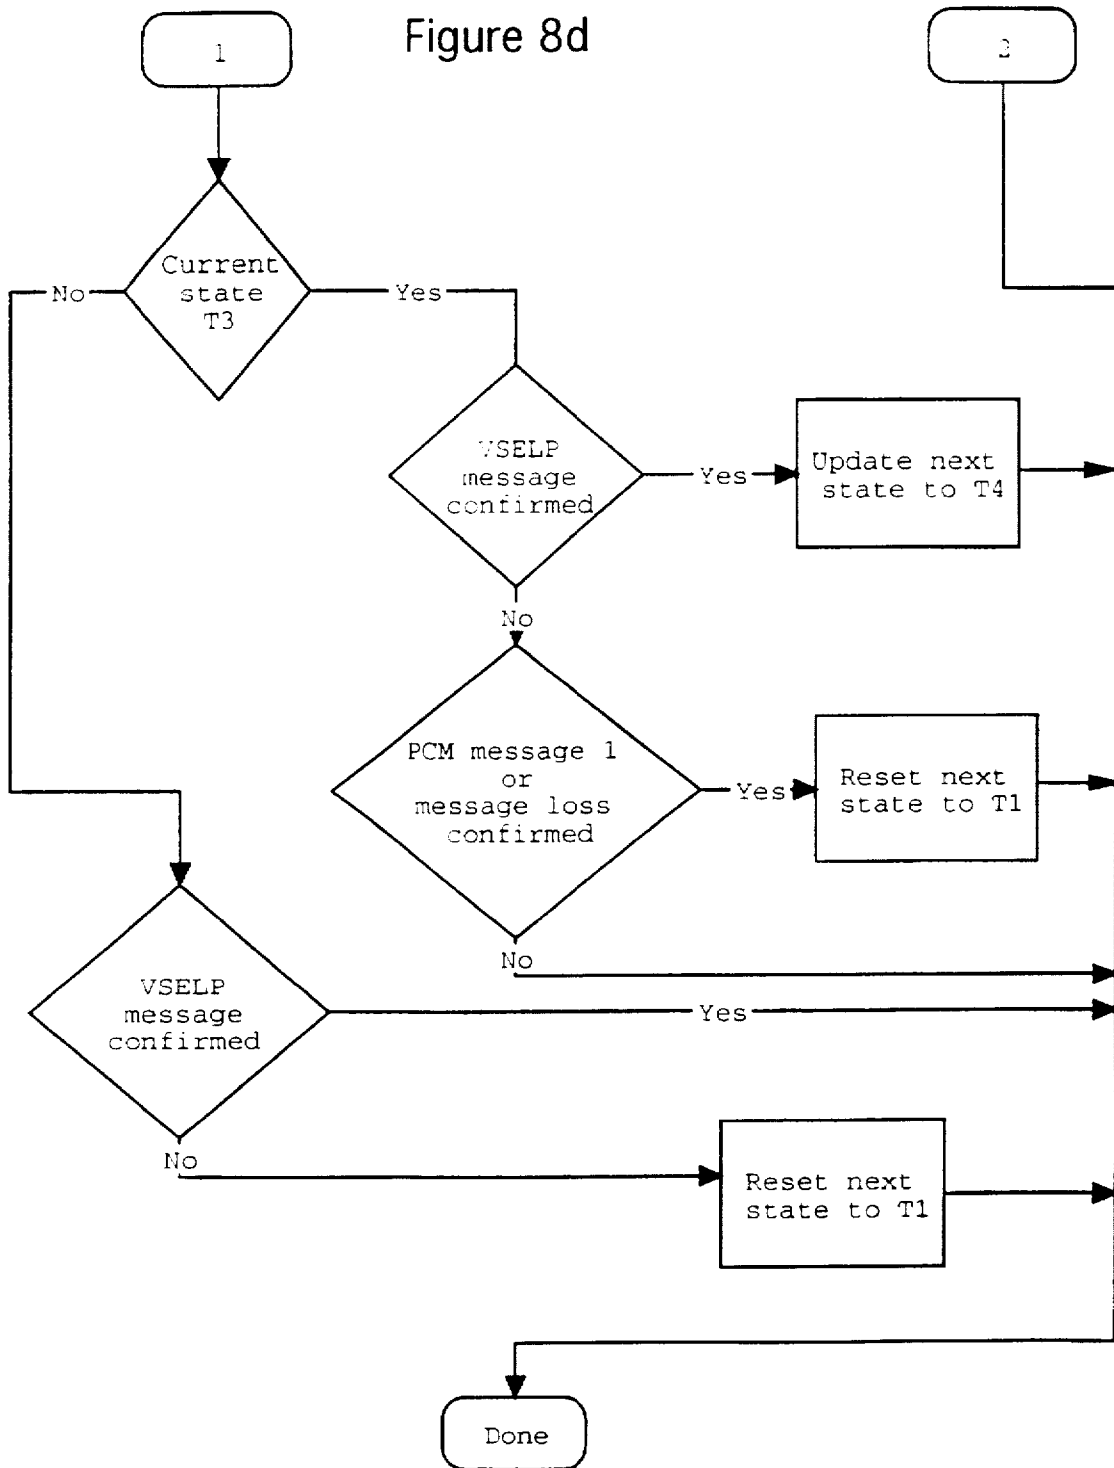 Figure 8d
1
Current
state
T3
No
Yes
VSELP
message
confirmed
Yes
Update next
state to T4
No
PCM message 1
or
message loss
confirmed
Yes
Reset next
state to T1
No
VSELP
message
confirmed
Yes
No
Reset next
state to T1
Done